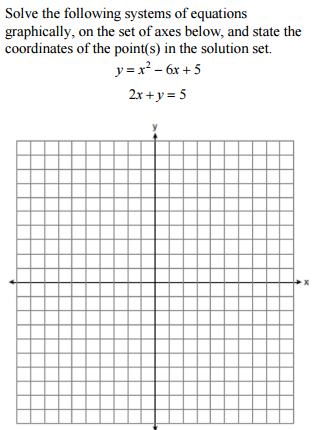 Solve the following systems of equations
graphically, on the set of axes below, and state the
coordinates of the point(s) in the solution set.
y = x² – 6x + 5
2x + y = 5
y
x